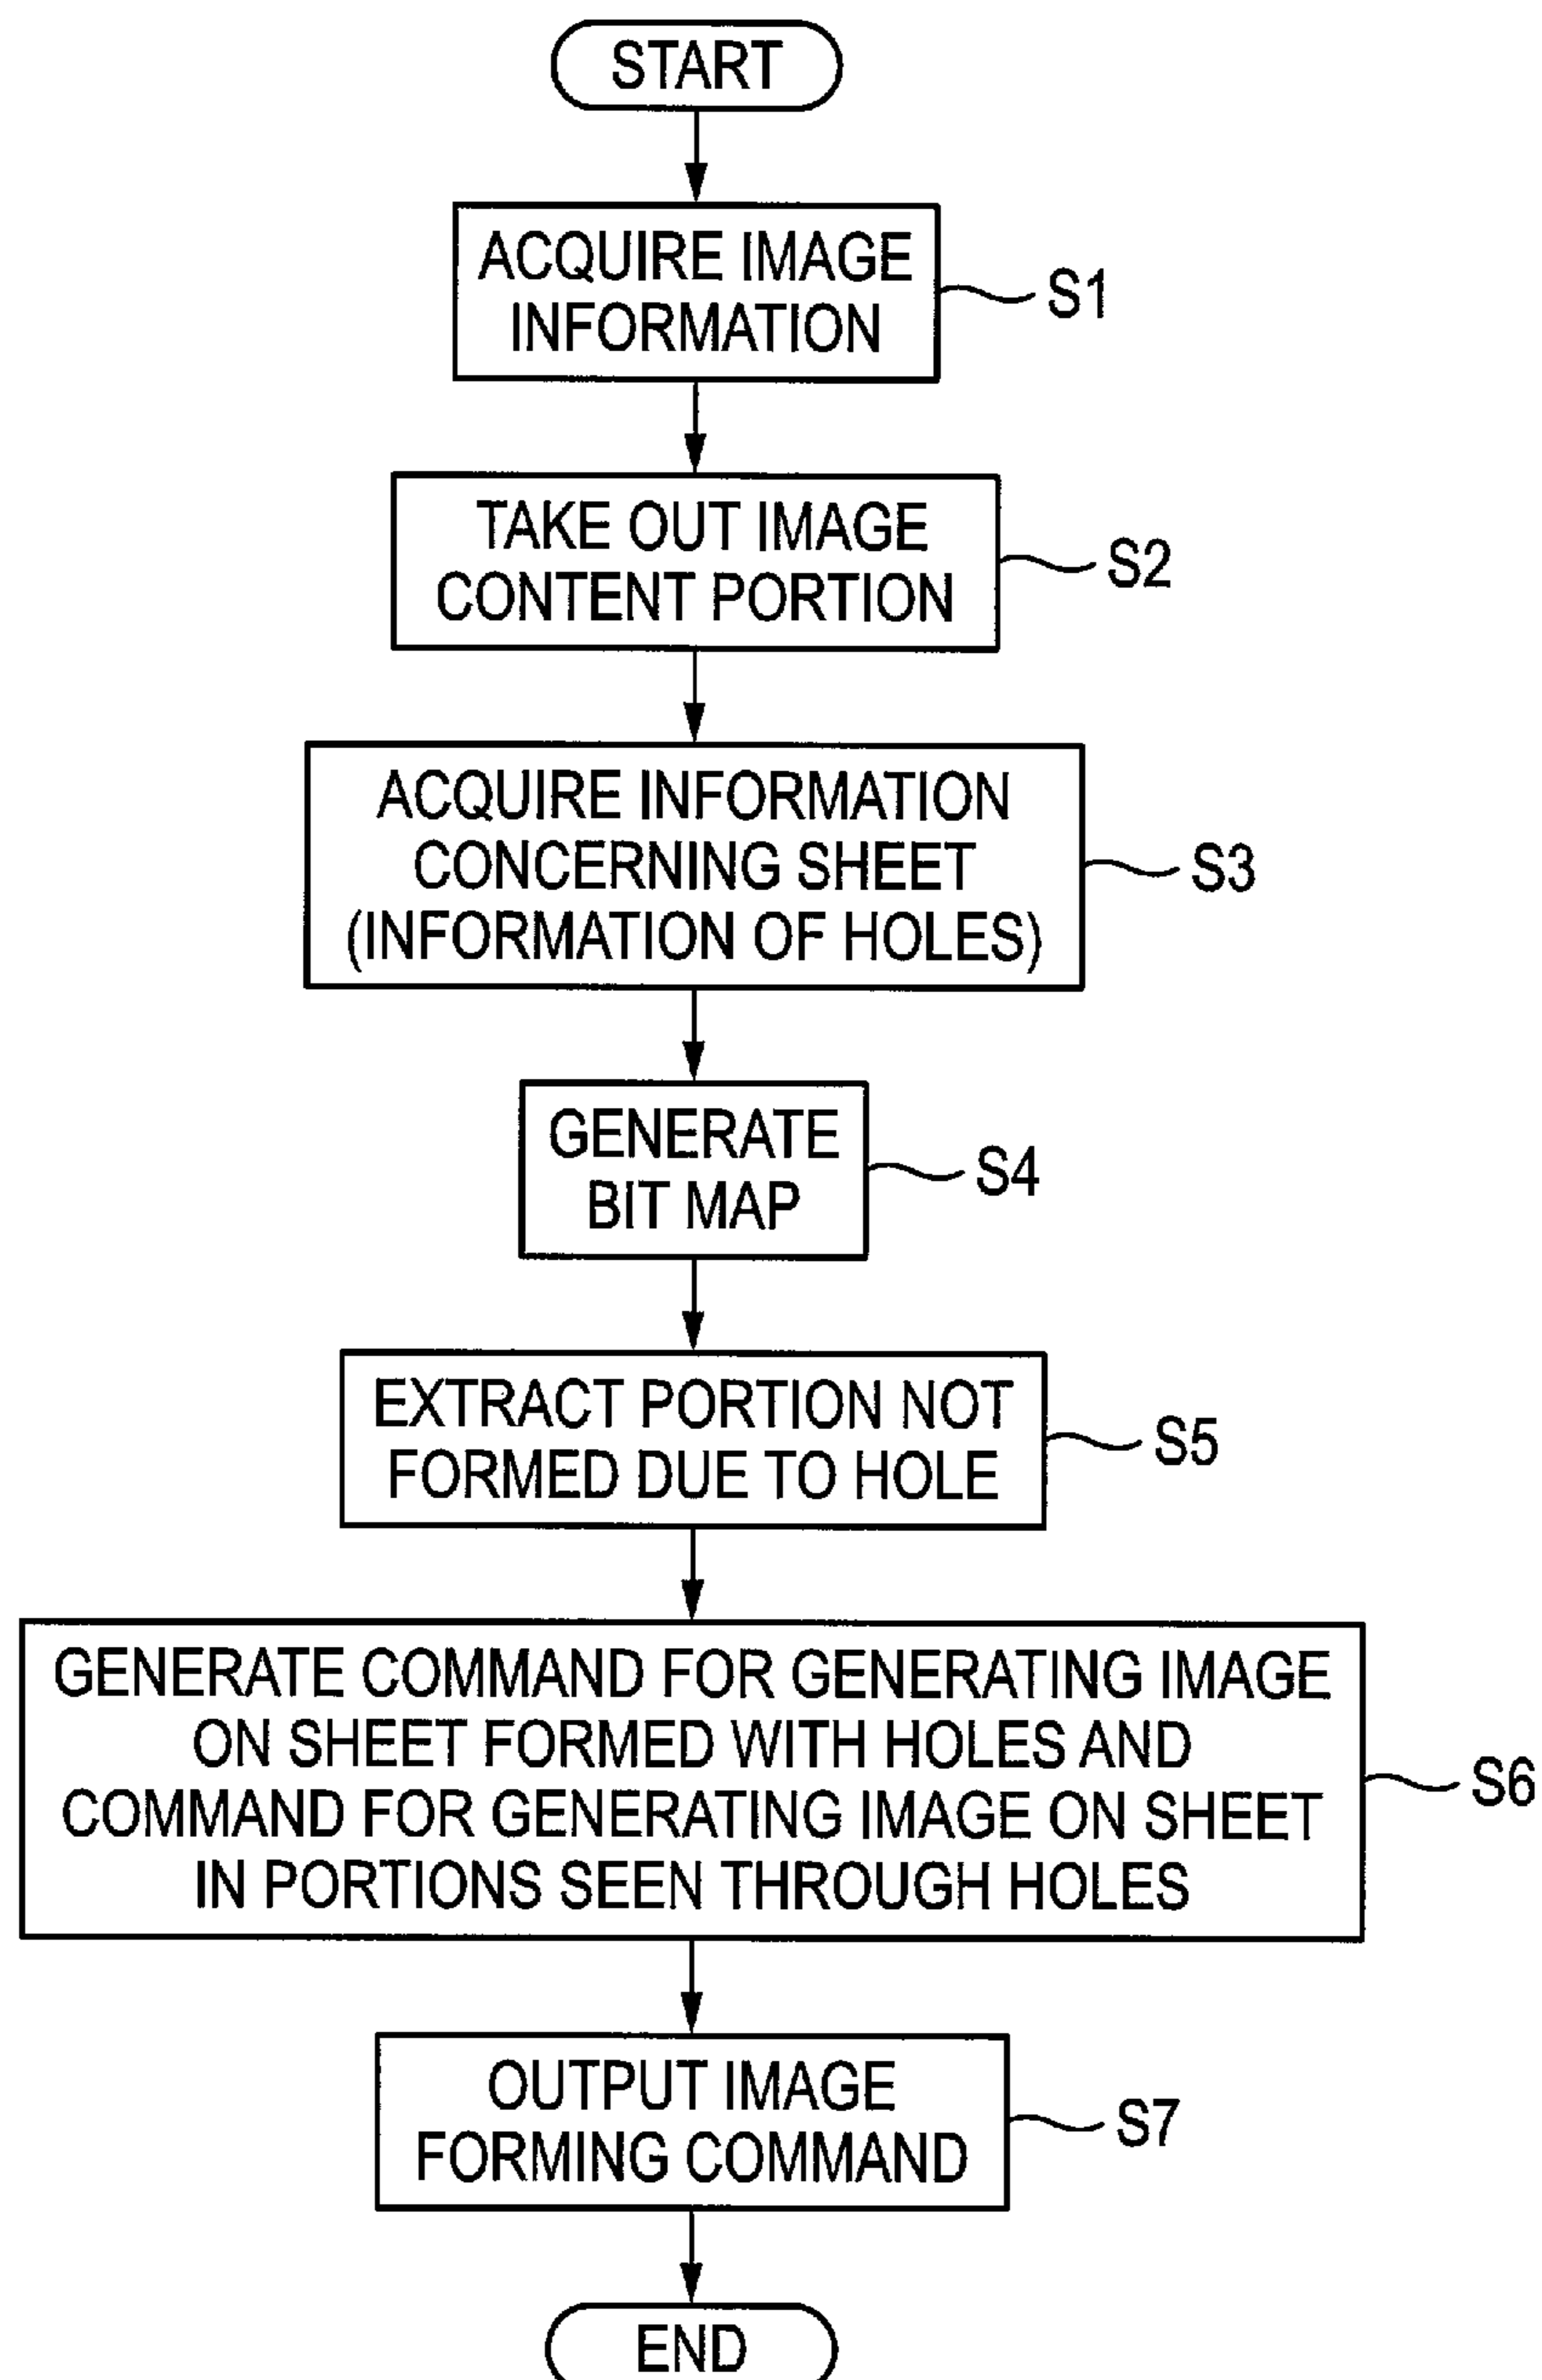 START
ACQUIRE IMAGE
INFORMATION
S1
TAKE OUT IMAGE
CONTENT PORTION
S2
ACQUIRE INFORMATION
CONCERNING SHEET
(INFORMATION OF HOLES)
S3
GENERATE
BIT MAP
S4
EXTRACT PORTION NOT
FORMED DUE TO HOLE
S5
GENERATE COMMAND FOR GENERATING IMAGE
ON SHEET FORMED WITH HOLES AND
COMMAND FOR GENERATING IMAGE ON SHEET
IN PORTIONS SEEN THROUGH HOLES
S6
OUTPUT IMAGE
FORMING COMMAND
S7
END